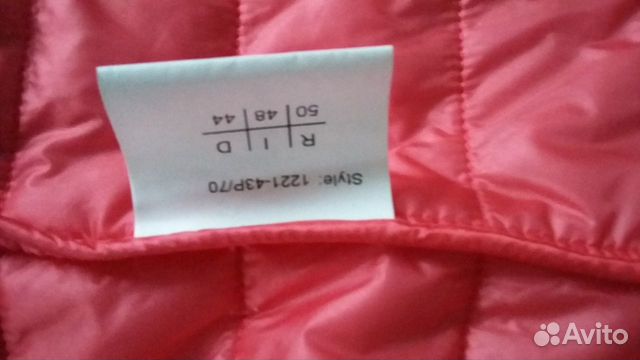 Style: 1221-43P/70
R | I | D
50 | 48 | 44
Avito